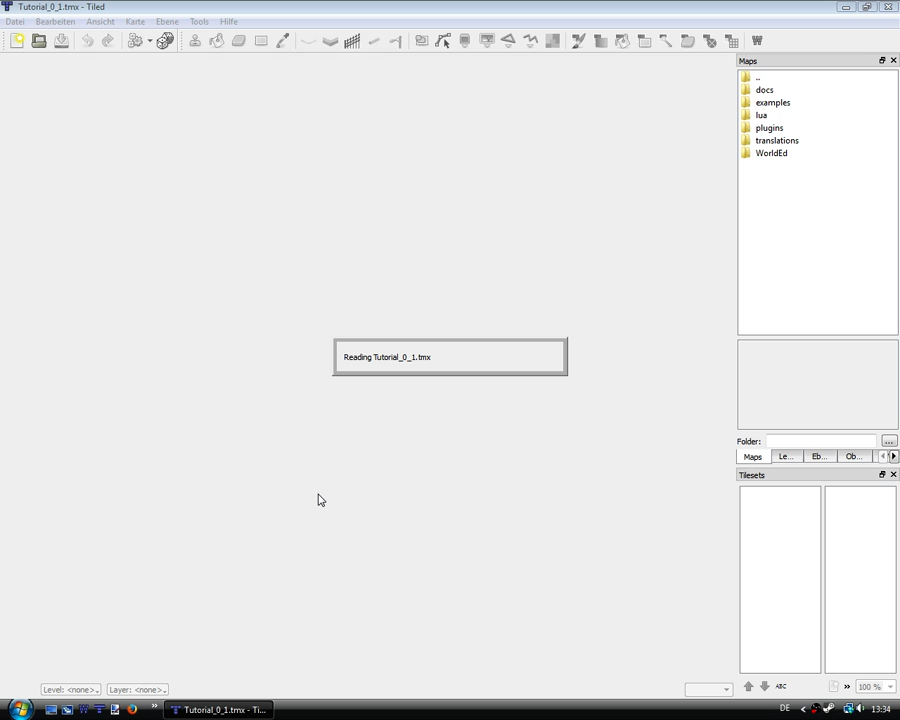 Tutorial_0_1.tmx - Tiled
Datei Bearbeiten Ansicht Karte Ebene Tools Hilfe
Maps
..
docs
examples
lua
plugins
translations
WorldEd
Reading Tutorial_0_1.tmx
Folder:
...
Maps Le... Eb... Ob...
Tilesets
Level: <none> Layer: <none>
ABC
» 100 %
» Tutorial_0_1.tmx - Ti...
DE < 13:34